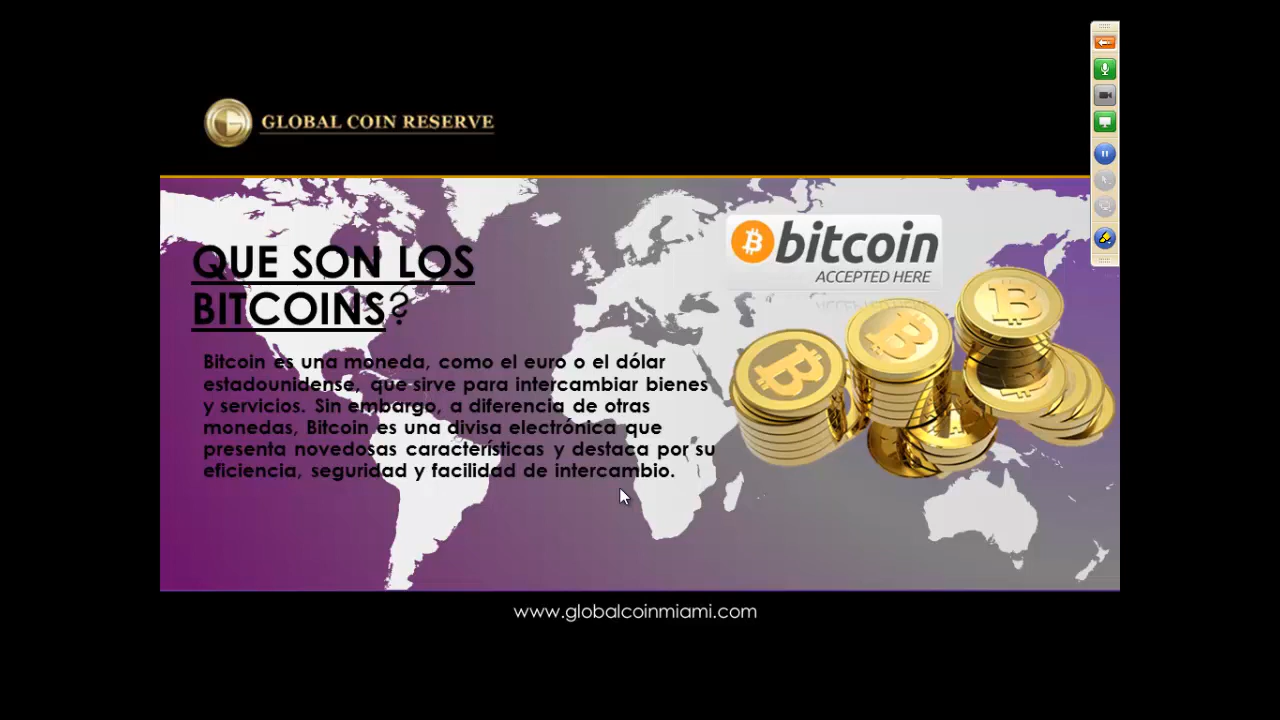 GLOBAL COIN RESERVE
bitcoin
ACCEPTED HERE
QUE SON LOS
BITCOINS?
Bitcoin es una moneda, como el euro o el dólar
estadounidense, que sirve para intercambiar bienes
y servicios. Sin embargo, a diferencia de otras
monedas, Bitcoin es una divisa electrónica que
presenta novedosas características y destaca por su
eficiencia, seguridad y facilidad de intercambio.
www.globalcoinmiami.com